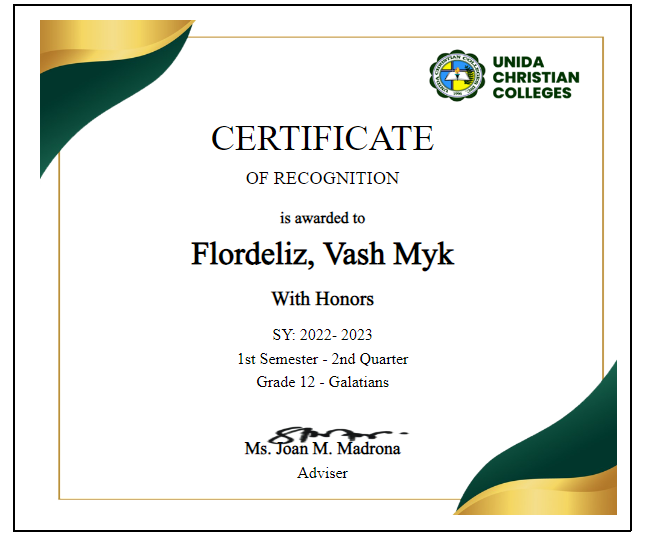 UNIDA
CHRISTIAN
COLLEGES
CERTIFICATE
OF RECOGNITION
is awarded to
Flordeliz, Vash Myk
With Honors
SY: 2022- 2023
1st Semester - 2nd Quarter
Grade 12 - Galatians
Ms. Joan M. Madrona
Adviser